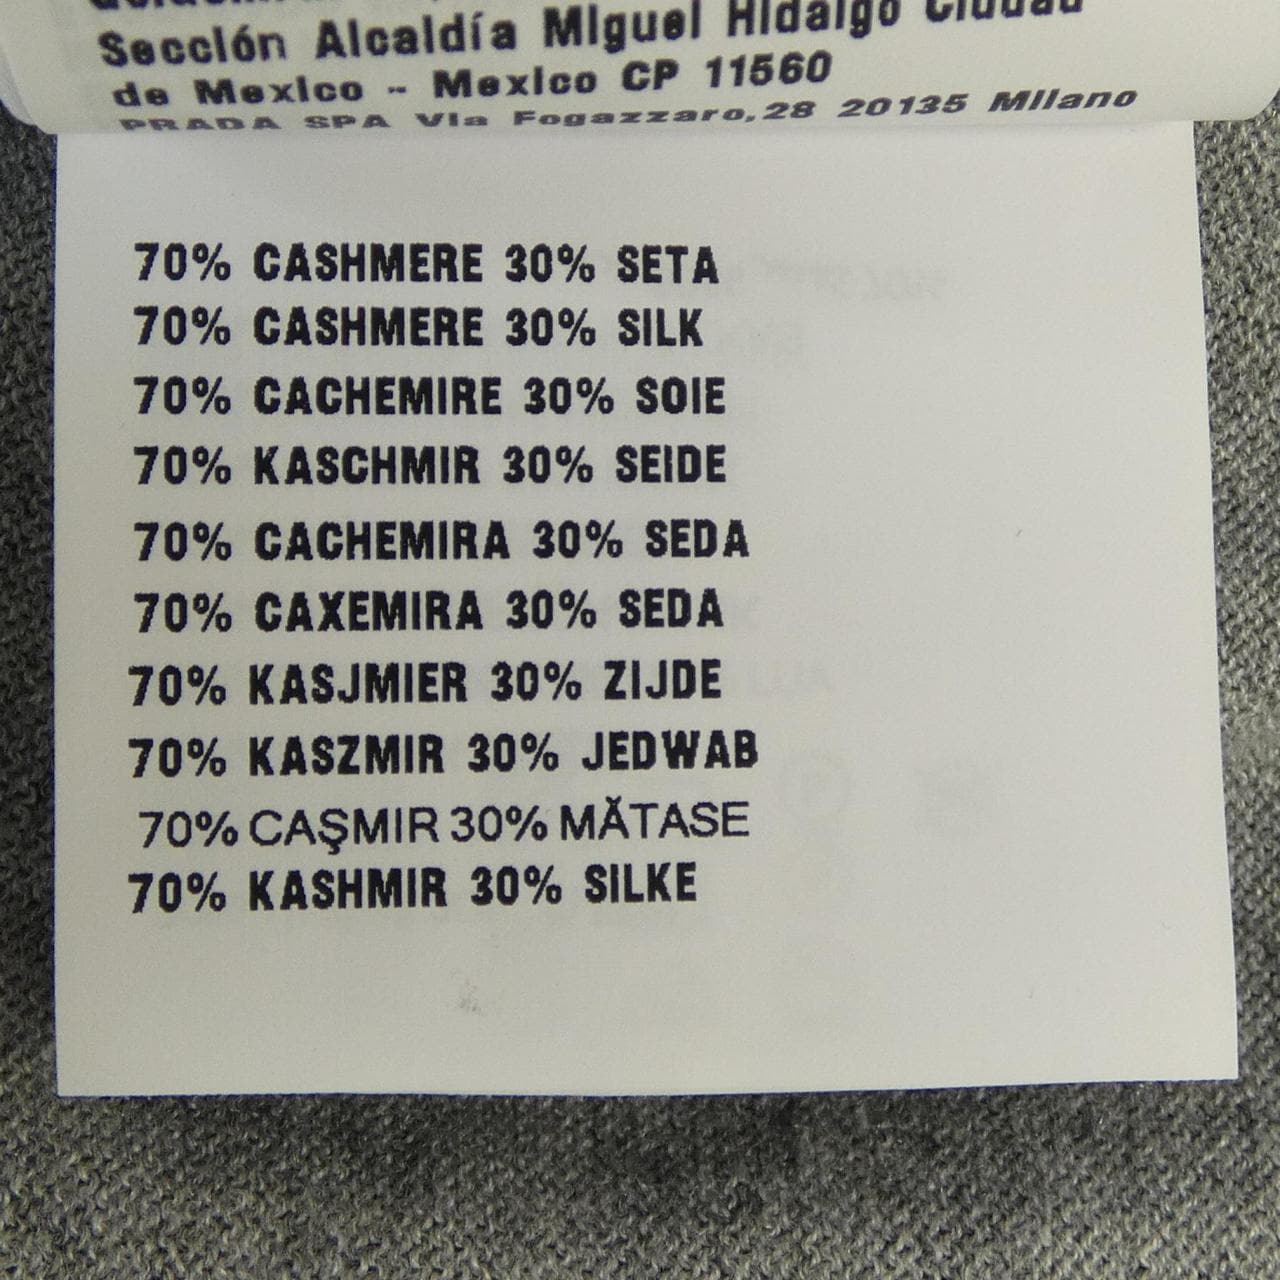 Sección Alcaldía Miguel Hidalgo Ciudad
de Mexico - Mexico CP 11560
PRADA SPA Via Fogazzaro,28 20135 Milano
70% CASHMERE 30% SETA
70% CASHMERE 30% SILK
70% CACHEMIRE 30% SOIE
70% KASCHMIR 30% SEIDE
70% CACHEMIRA 30% SEDA
70% CAXEMIRA 30% SEDA
70% KASJMIER 30% ZIJDE
70% KASZMIR 30% JEDWAB
70% CAŞMIR 30% MĂTASE
70% KASHMIR 30% SILKE